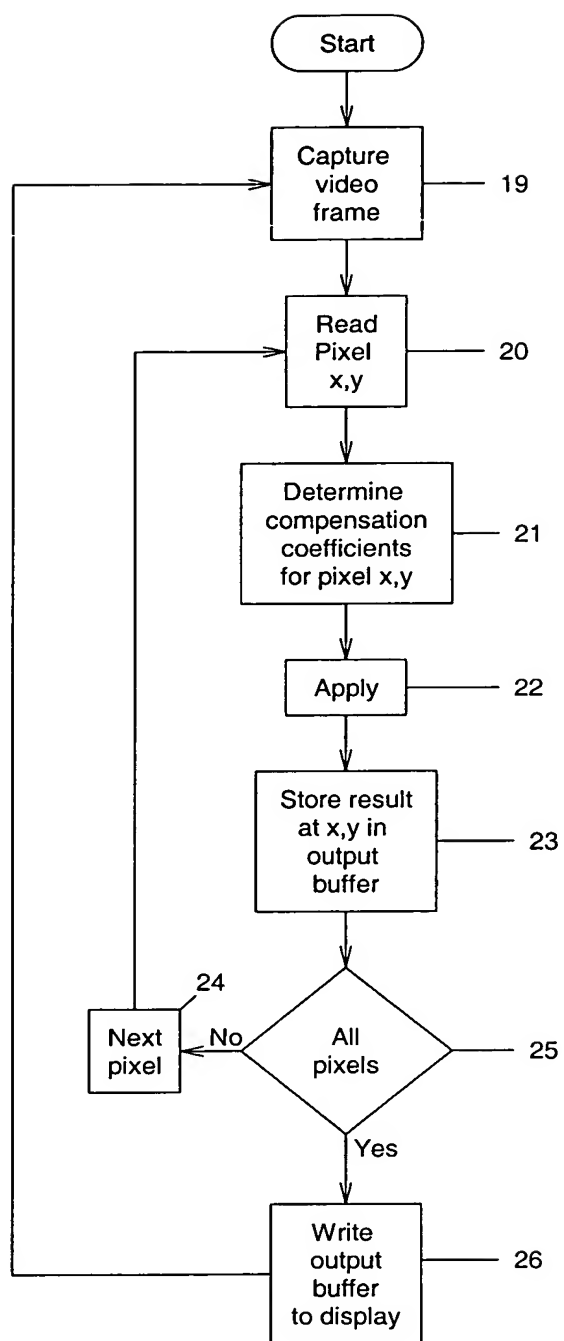 Start
Capture
video
frame
19
Read
Pixel
x,y
20
Determine
compensation
coefficients
for pixel x,y
21
Apply
22
Store result
at x,y in
output
buffer
23
24
Next
pixel
No
All
pixels
25
Yes
Write
output
buffer
to display
26